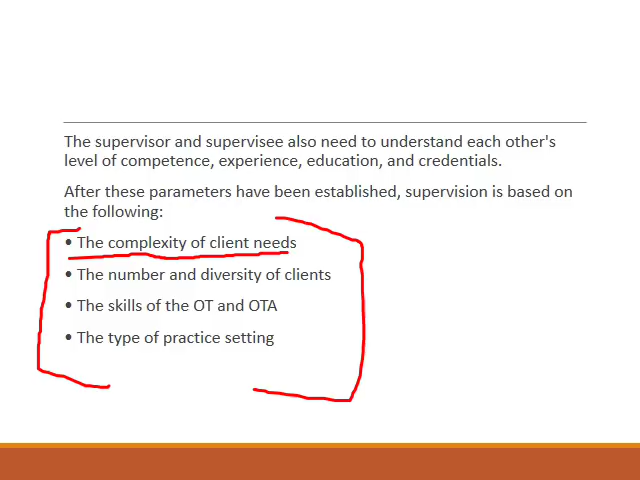 The supervisor and supervisee also need to understand each other's
level of competence, experience, education, and credentials.
After these parameters have been established, supervision is based on
the following:
• The complexity of client needs
• The number and diversity of clients
• The skills of the OT and OTA
• The type of practice setting